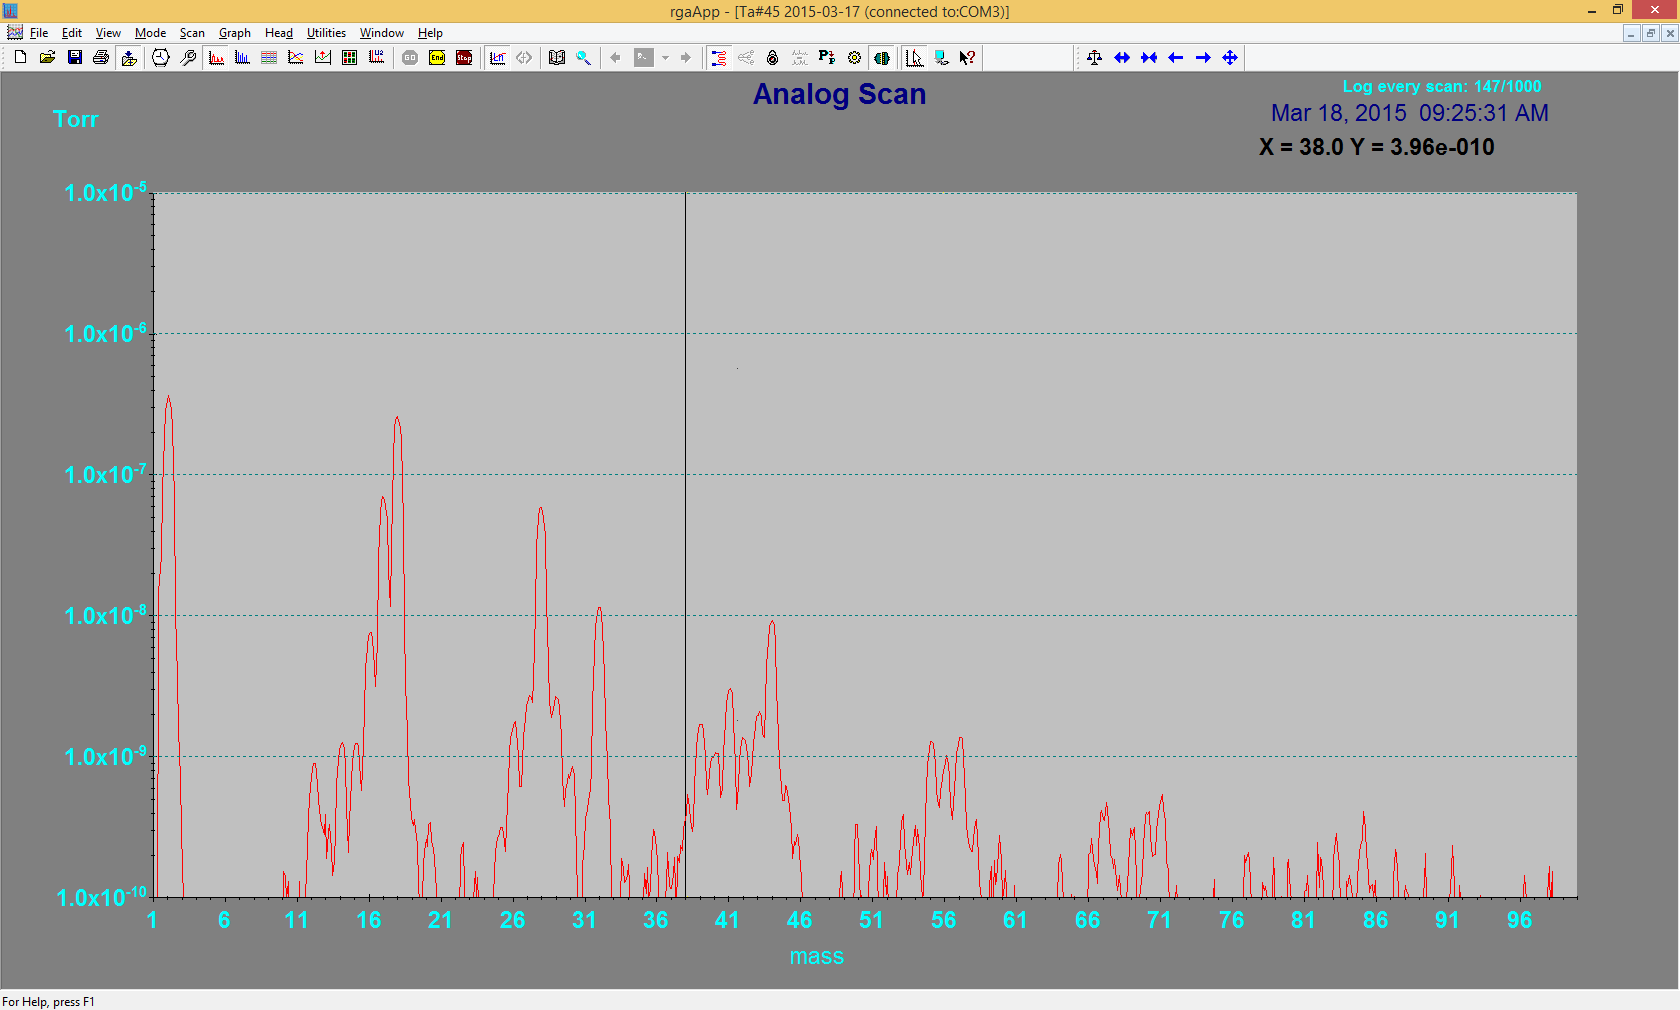 rgaApp - [Ta#45 2015-03-17 (connected to:COM3)]
File Edit View Mode Scan Graph Head Utilities Window Help
GO End Stop
Analog Scan
Log every scan: 147/1000
Mar 18, 2015 09:25:31 AM
X = 38.0 Y = 3.96e-010
Torr
1.0x10-5
1.0x10-6
1.0x10-7
1.0x10-8
1.0x10-9
1.0x10-10
1 6 11 16 21 26 31 36 41 46 51 56 61 66 71 76 81 86 91 96
mass
For Help, press F1